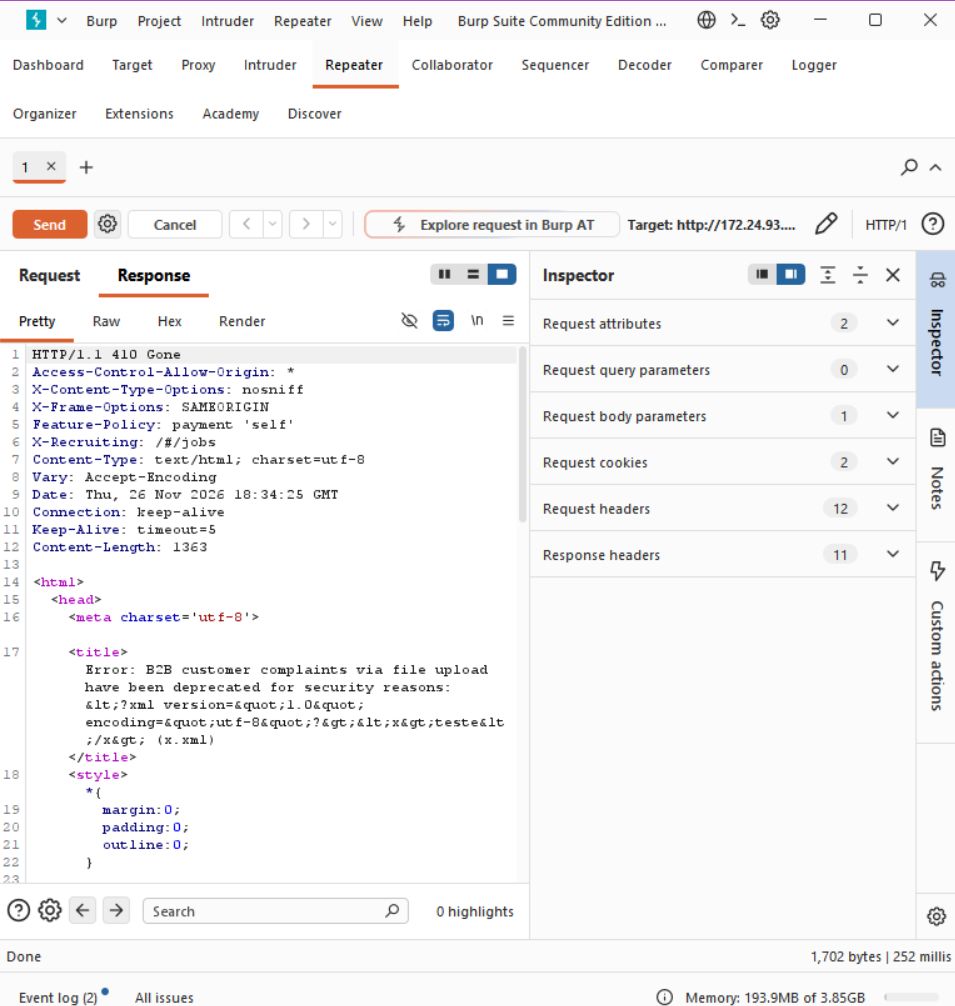 Burp Project Intruder Repeater View Help Burp Suite Community Edition ...
Dashboard Target Proxy Intruder Repeater Collaborator Sequencer Decoder Comparer Logger
Organizer Extensions Academy Discover
1 × +
Send Cancel < > Explore request in Burp AT Target: http://172.24.93.... HTTP/1 ?
Request Response
Pretty Raw Hex Render \n
1 HTTP/1.1 410 Gone
2 Access-Control-Allow-Origin: *
3 X-Content-Type-Options: nosniff
4 X-Frame-Options: SAMEORIGIN
5 Feature-Policy: payment 'self'
6 X-Recruiting: /#/jobs
7 Content-Type: text/html; charset=utf-8
8 Vary: Accept-Encoding
9 Date: Thu, 26 Nov 2026 18:34:25 GMT
10 Connection: keep-alive
11 Keep-Alive: timeout=5
12 Content-Length: 1363
13
14 <html>
15 <head>
16 <meta charset='utf-8'>
17 <title>
Error: B2B customer complaints via file upload
have been deprecated for security reasons:
&lt;?xml version=&quot;1.0&quot;
encoding=&quot;utf-8&quot;?&gt;&lt;x&gt;teste&lt
;/x&gt; (x.xml)
</title>
18 <style>
*{
19 margin:0;
20 padding:0;
21 outline:0;
22 }
23
Inspector
Request attributes 2
Request query parameters 0
Request body parameters 1
Request cookies 2
Request headers 12
Response headers 11
Inspector
Notes
Custom actions
? Search 0 highlights
Done 1,702 bytes | 252 millis
Event log (2) All issues Memory: 193.9MB of 3.85GB